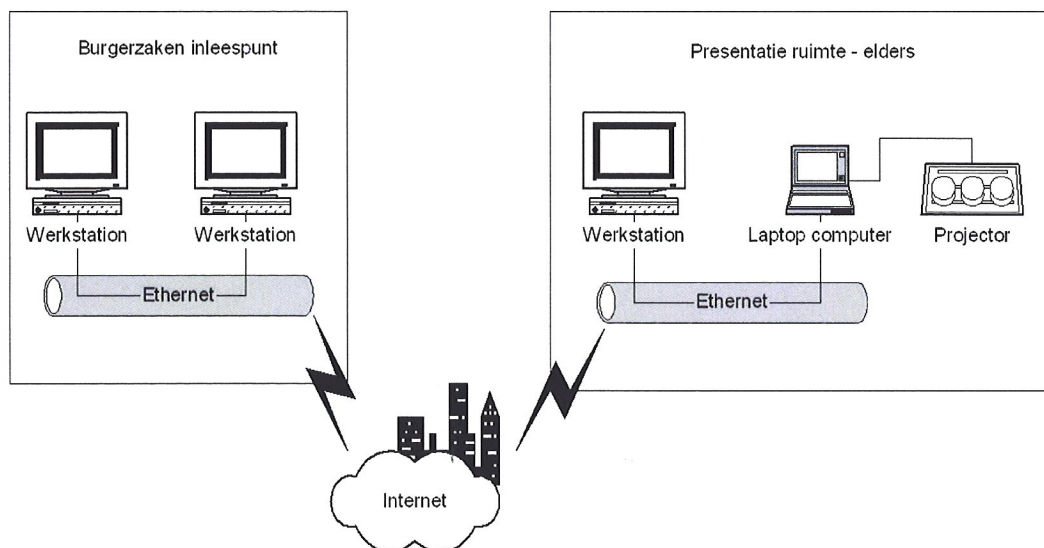 Burgerzaken inleespunt
Werkstation
Werkstation
Ethernet
Presentatie ruimte - elders
Werkstation
Laptop computer
Projector
Ethernet
Internet